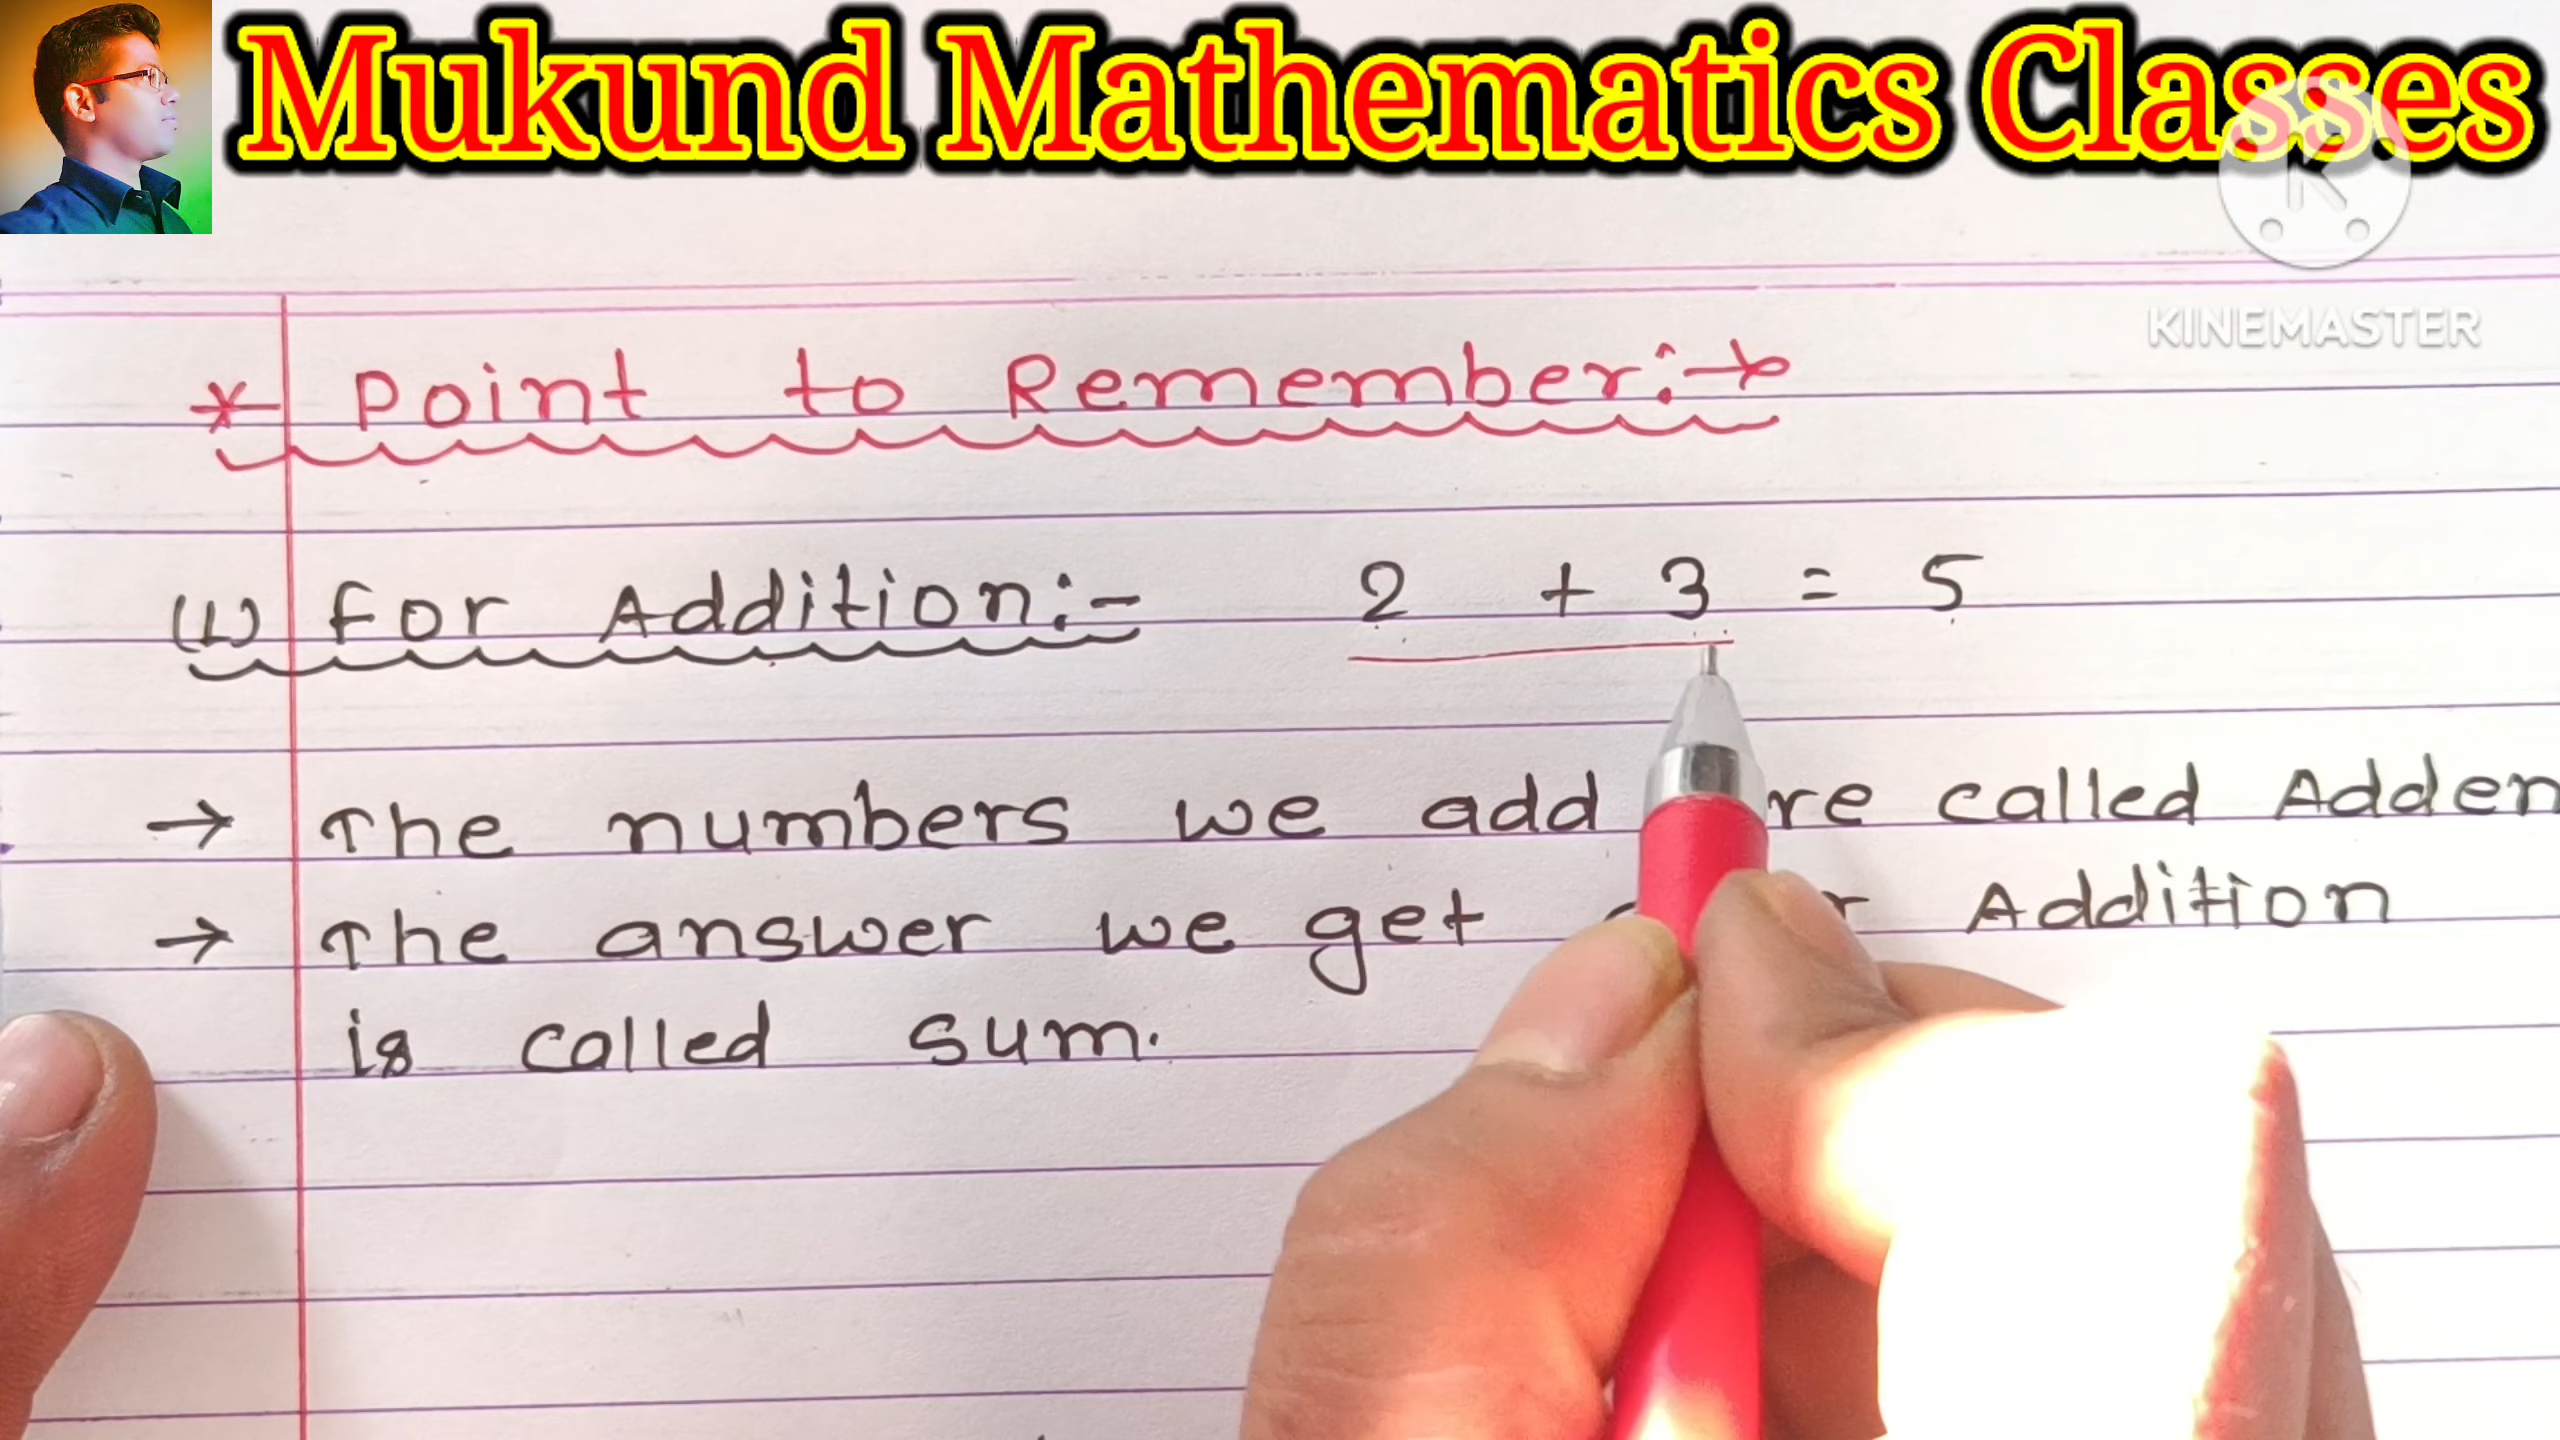 Mukund Mathematics Classes
KINEMASTER
* Point to Remember:→
(1) For Addition:- 2 + 3 = 5
→ The numbers we add re called Adden
→ The answer we get Addition
is called sum.